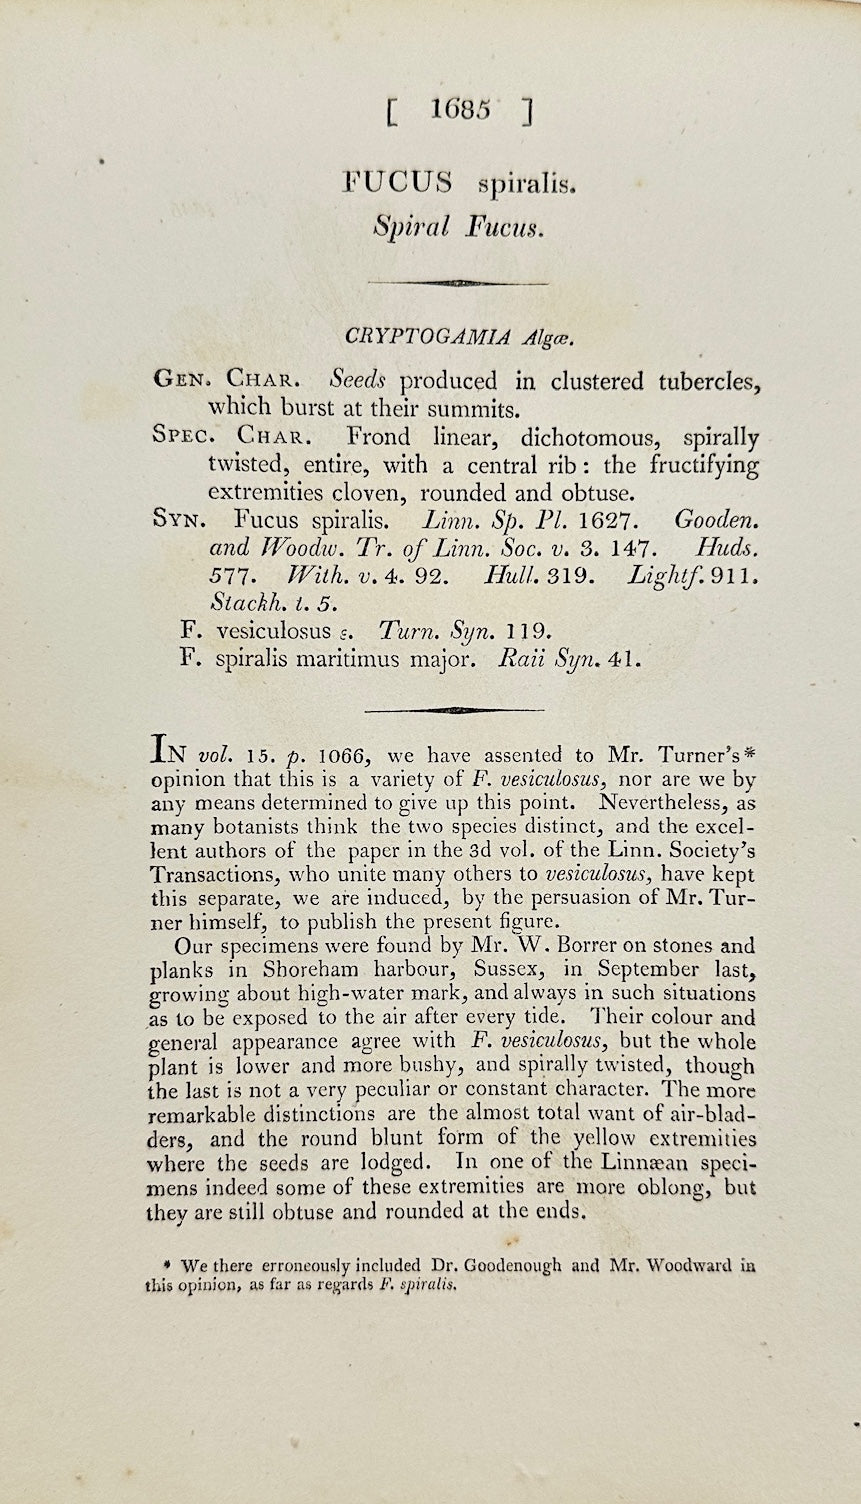 [ 1685 ]
FUCUS spiralis.
Spiral Fucus.
CRYPTOGAMIA Algæ.
GEN. CHAR. Seeds produced in clustered tubercles,
which burst at their summits.
SPEC. CHAR. Frond linear, dichotomous, spirally
twisted, entire, with a central rib : the fructifying
extremities cloven, rounded and obtuse.
SYN. Fucus spiralis. Linn. Sp. Pl. 1627. Gooden.
and Woodw. Tr. of Linn. Soc. v. 3. 147. Huds.
577. With. v. 4. 92. Hull. 319. Lightf. 911.
Stackh. t. 5.
F. vesiculosus ε. Turn. Syn. 119.
F. spiralis maritimus major. Raii Syn. 41.
IN vol. 15. p. 1066, we have assented to Mr. Turner's*
opinion that this is a variety of F. vesiculosus, nor are we by
any means determined to give up this point. Nevertheless, as
many botanists think the two species distinct, and the excel-
lent authors of the paper in the 3d vol. of the Linn. Society's
Transactions, who unite many others to vesiculosus, have kept
this separate, we are induced, by the persuasion of Mr. Tur-
ner himself, to publish the present figure.
Our specimens were found by Mr. W. Borrer on stones and
planks in Shoreham harbour, Sussex, in September last,
growing about high-water mark, and always in such situations
as to be exposed to the air after every tide. Their colour and
general appearance agree with F. vesiculosus, but the whole
plant is lower and more bushy, and spirally twisted, though
the last is not a very peculiar or constant character. The more
remarkable distinctions are the almost total want of air-blad-
ders, and the round blunt form of the yellow extremities
where the seeds are lodged. In one of the Linnæan speci-
mens indeed some of these extremities are more oblong, but
they are still obtuse and rounded at the ends.
* We there erroneously included Dr. Goodenough and Mr. Woodward in
this opinion, as far as regards F. spiralis.